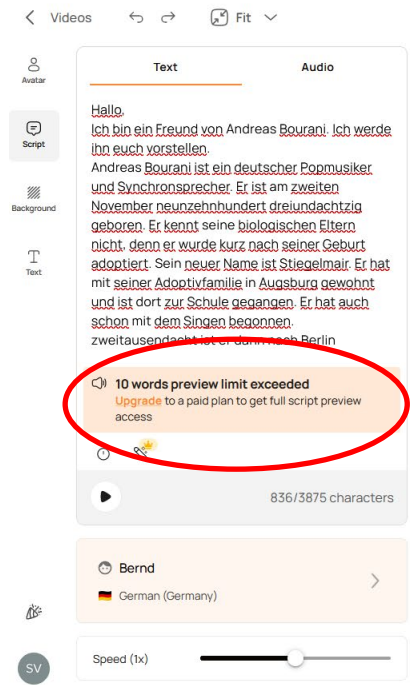 Videos
Fit
Avatar
Script
Background
Text
Text Audio
Hallo,
Ich bin ein Freund von Andreas Bourani. Ich werde
ihn euch vorstellen.
Andreas Bourani ist ein deutscher Popmusiker
und Synchronsprecher. Er ist am zweiten
November neunzehnhundert dreiundachtzig
geboren. Er kennt seine biologischen Eltern
nicht, denn er wurde kurz nach seiner Geburt
adoptiert. Sein neuer Name ist Stiegelmair. Er hat
mit seiner Adoptivfamilie in Augsburg gewohnt
und ist dort zur Schule gegangen. Er hat auch
schon mit dem Singen begonnen.
zweitausendacht ist er dann nach Berlin
10 words preview limit exceeded
Upgrade to a paid plan to get full script preview
access
836/3875 characters
Bernd
German (Germany)
SV
Speed (1x)